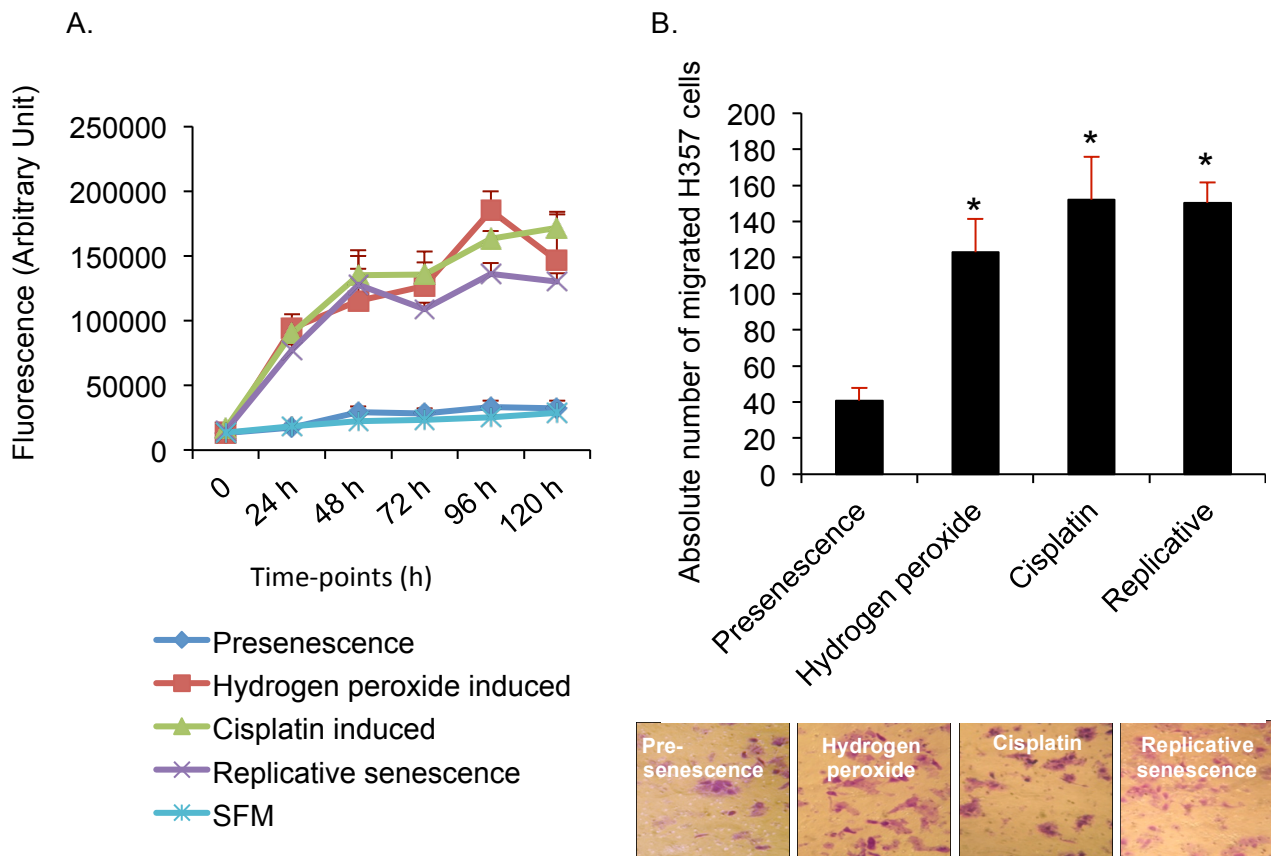 A.
Fluorescence (Arbitrary Unit)
250000
200000
150000
100000
50000
0
0
24 h
48 h
72 h
96 h
120 h
Time-points (h)
Presenescence
Hydrogen peroxide induced
Cisplatin induced
Replicative senescence
SFM
B.
Absolute number of migrated H357 cells
200
180
160
140
120
100
80
60
40
20
0
*
*
*
Presenescence
Hydrogen peroxide
Cisplatin
Replicative
Pre-
senescence
Hydrogen
peroxide
Cisplatin
Replicative
senescence